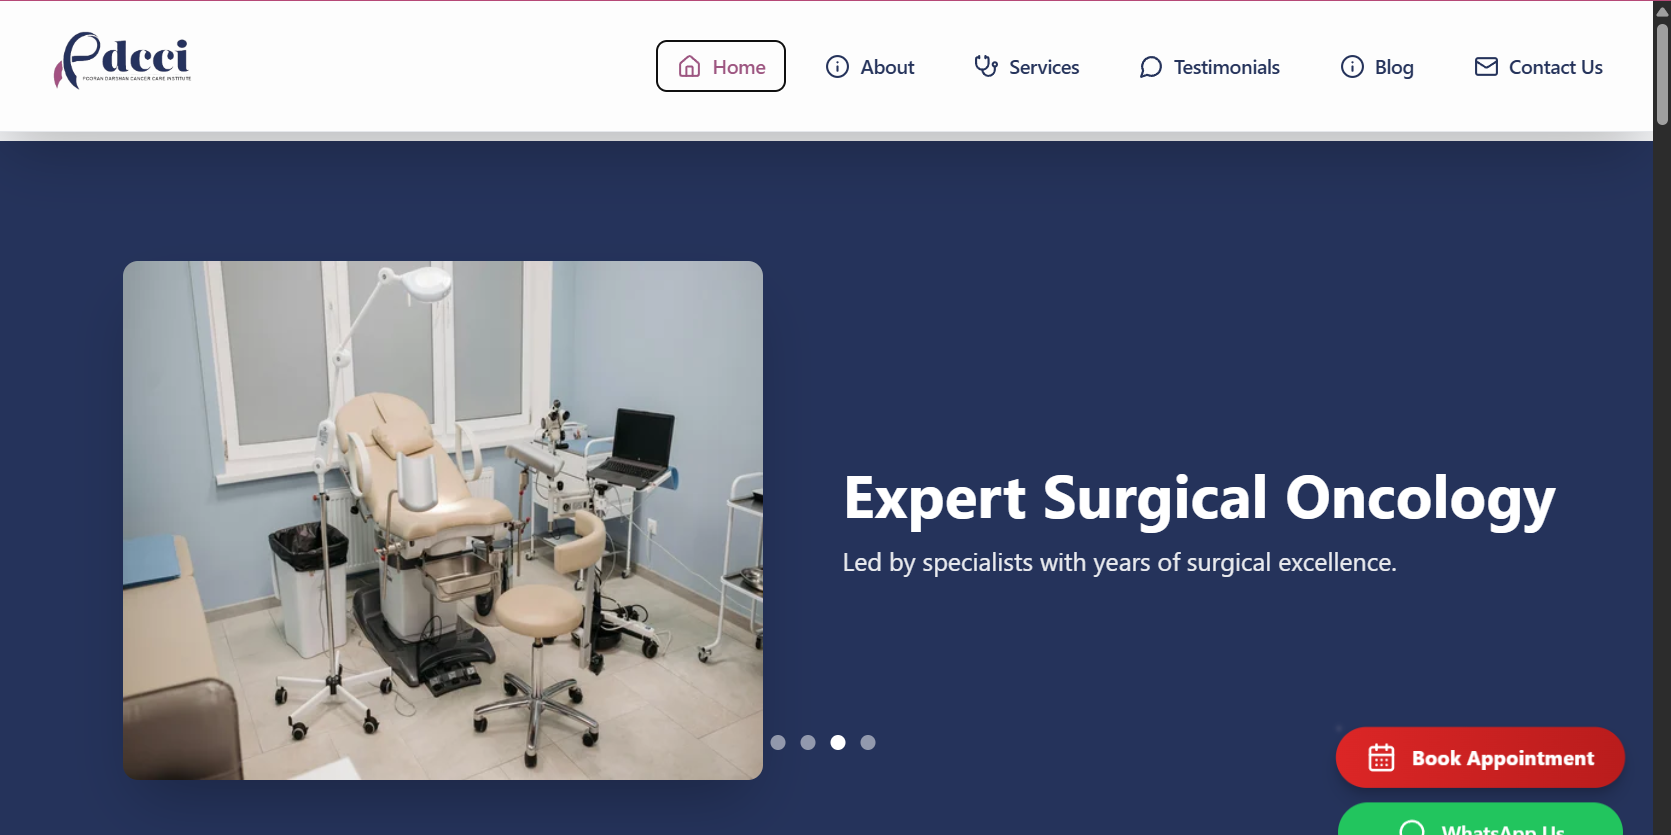 Pdcci
POORAN DARSHAN CANCER CARE INSTITUTE
Home
About
Services
Testimonials
Blog
Contact Us
Expert Surgical Oncology
Led by specialists with years of surgical excellence.
Book Appointment
WhatsApp Us